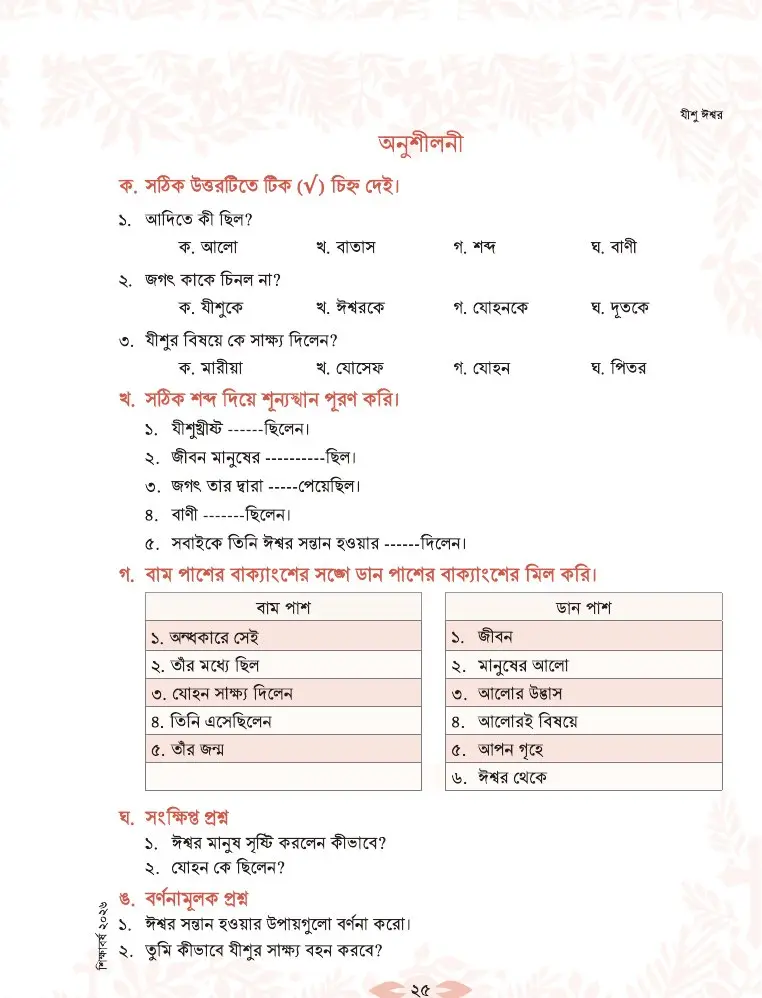 যীশু ঈশ্বর
অনুশীলনী
ক. সঠিক উত্তরটিতে টিক (√) চিহ্ন দেই।
১. আদিতে কী ছিল?
ক. আলো খ. বাতাস গ. শব্দ ঘ. বাণী
২. জগৎ কাকে চিনল না?
ক. যীশুকে খ. ঈশ্বরকে গ. যোহনকে ঘ. দূতকে
৩. যীশুর বিষয়ে কে সাক্ষ্য দিলেন?
ক. মারীয়া খ. যোসেফ গ. যোহন ঘ. পিতর
খ. সঠিক শব্দ দিয়ে শূন্যস্থান পূরণ করি।
১. যীশুখ্রীষ্ট ------ছিলেন।
২. জীবন মানুষের ----------ছিল।
৩. জগৎ তার দ্বারা -----পেয়েছিল।
৪. বাণী -------ছিলেন।
৫. সবাইকে তিনি ঈশ্বর সন্তান হওয়ার ------দিলেন।
গ. বাম পাশের বাক্যাংশের সঙ্গে ডান পাশের বাক্যাংশের মিল করি।
বাম পাশ ডান পাশ
১. অন্ধকারে সেই ১. জীবন
২. তাঁর মধ্যে ছিল ২. মানুষের আলো
৩. যোহন সাক্ষ্য দিলেন ৩. আলোর উদ্ভাস
৪. তিনি এসেছিলেন ৪. আলোরই বিষয়ে
৫. তাঁর জন্ম ৫. আপন গৃহে
৬. ঈশ্বর থেকে
ঘ. সংক্ষিপ্ত প্রশ্ন
১. ঈশ্বর মানুষ সৃষ্টি করলেন কীভাবে?
২. যোহন কে ছিলেন?
ঙ. বর্ণনামূলক প্রশ্ন
১. ঈশ্বর সন্তান হওয়ার উপায়গুলো বর্ণনা করো।
২. তুমি কীভাবে যীশুর সাক্ষ্য বহন করবে?
শিক্ষাবর্ষ ২০২৬
২৫